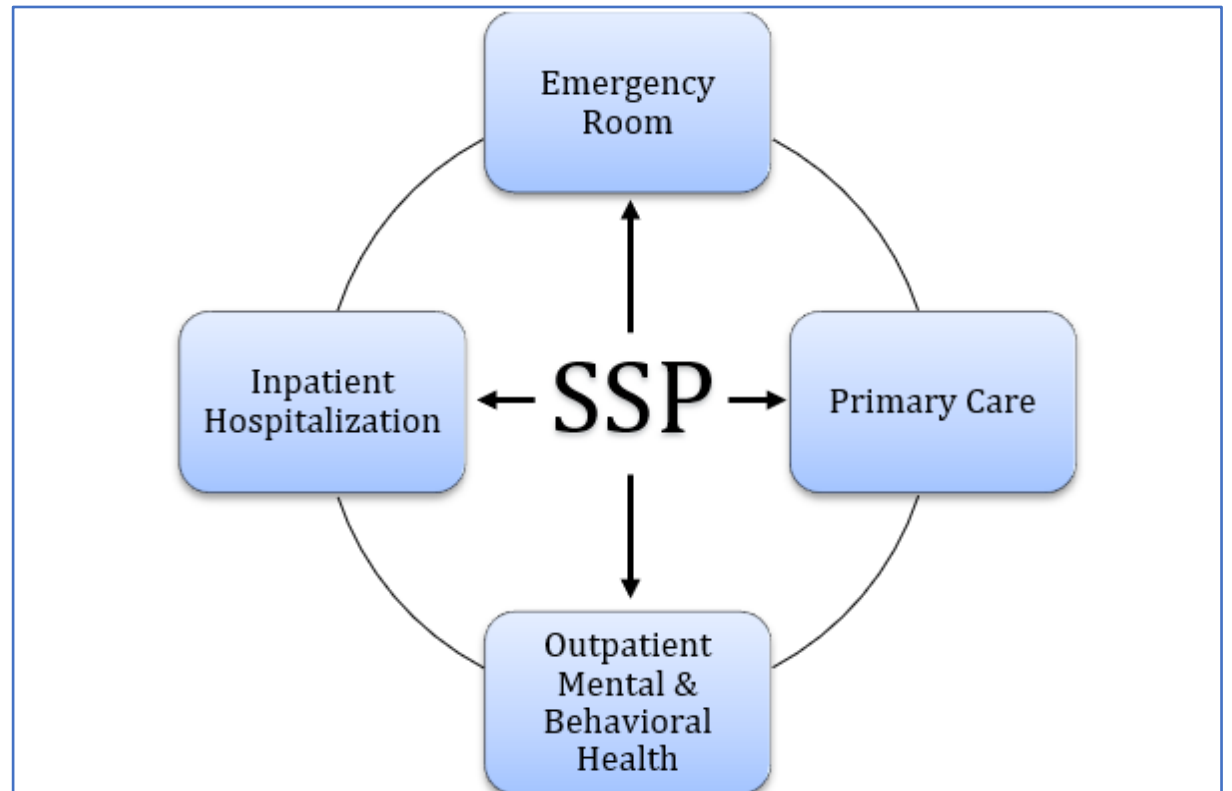 Emergency
Room
Inpatient
Hospitalization
SSP
Primary Care
Outpatient
Mental &
Behavioral
Health